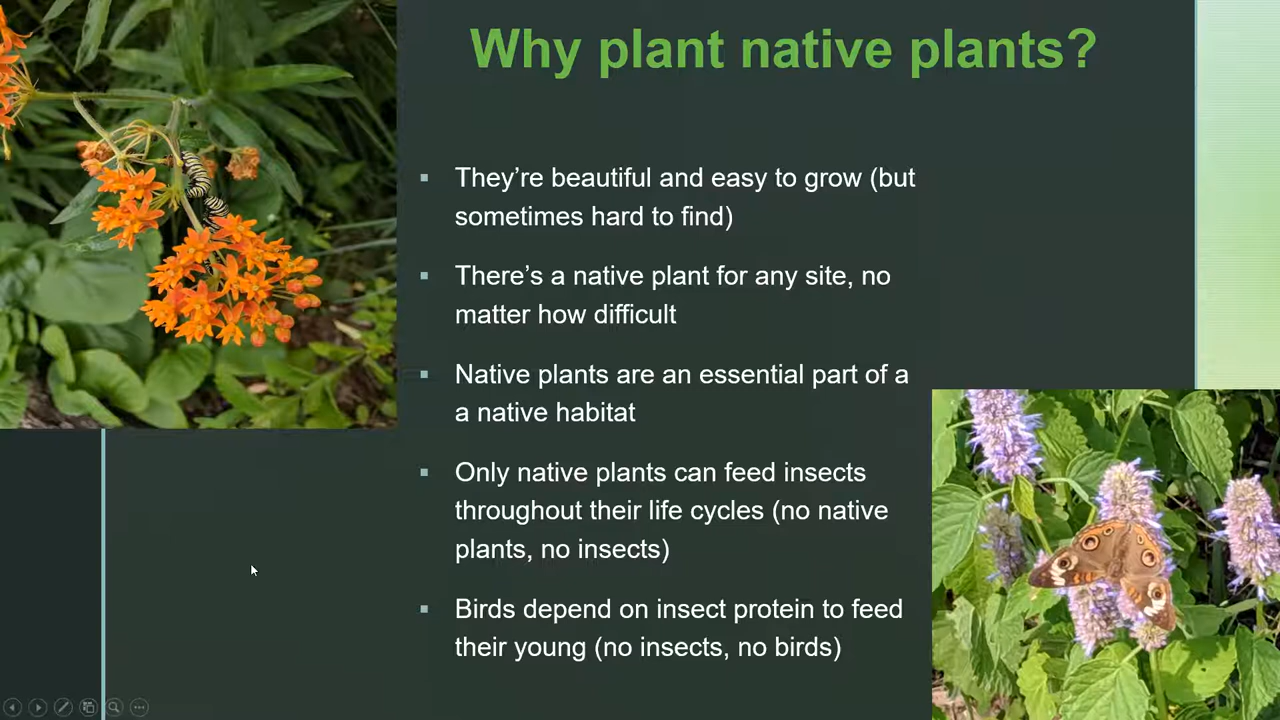 Why plant native plants?
They’re beautiful and easy to grow (but
sometimes hard to find)
There’s a native plant for any site, no
matter how difficult
Native plants are an essential part of a
a native habitat
Only native plants can feed insects
throughout their life cycles (no native
plants, no insects)
Birds depend on insect protein to feed
their young (no insects, no birds)